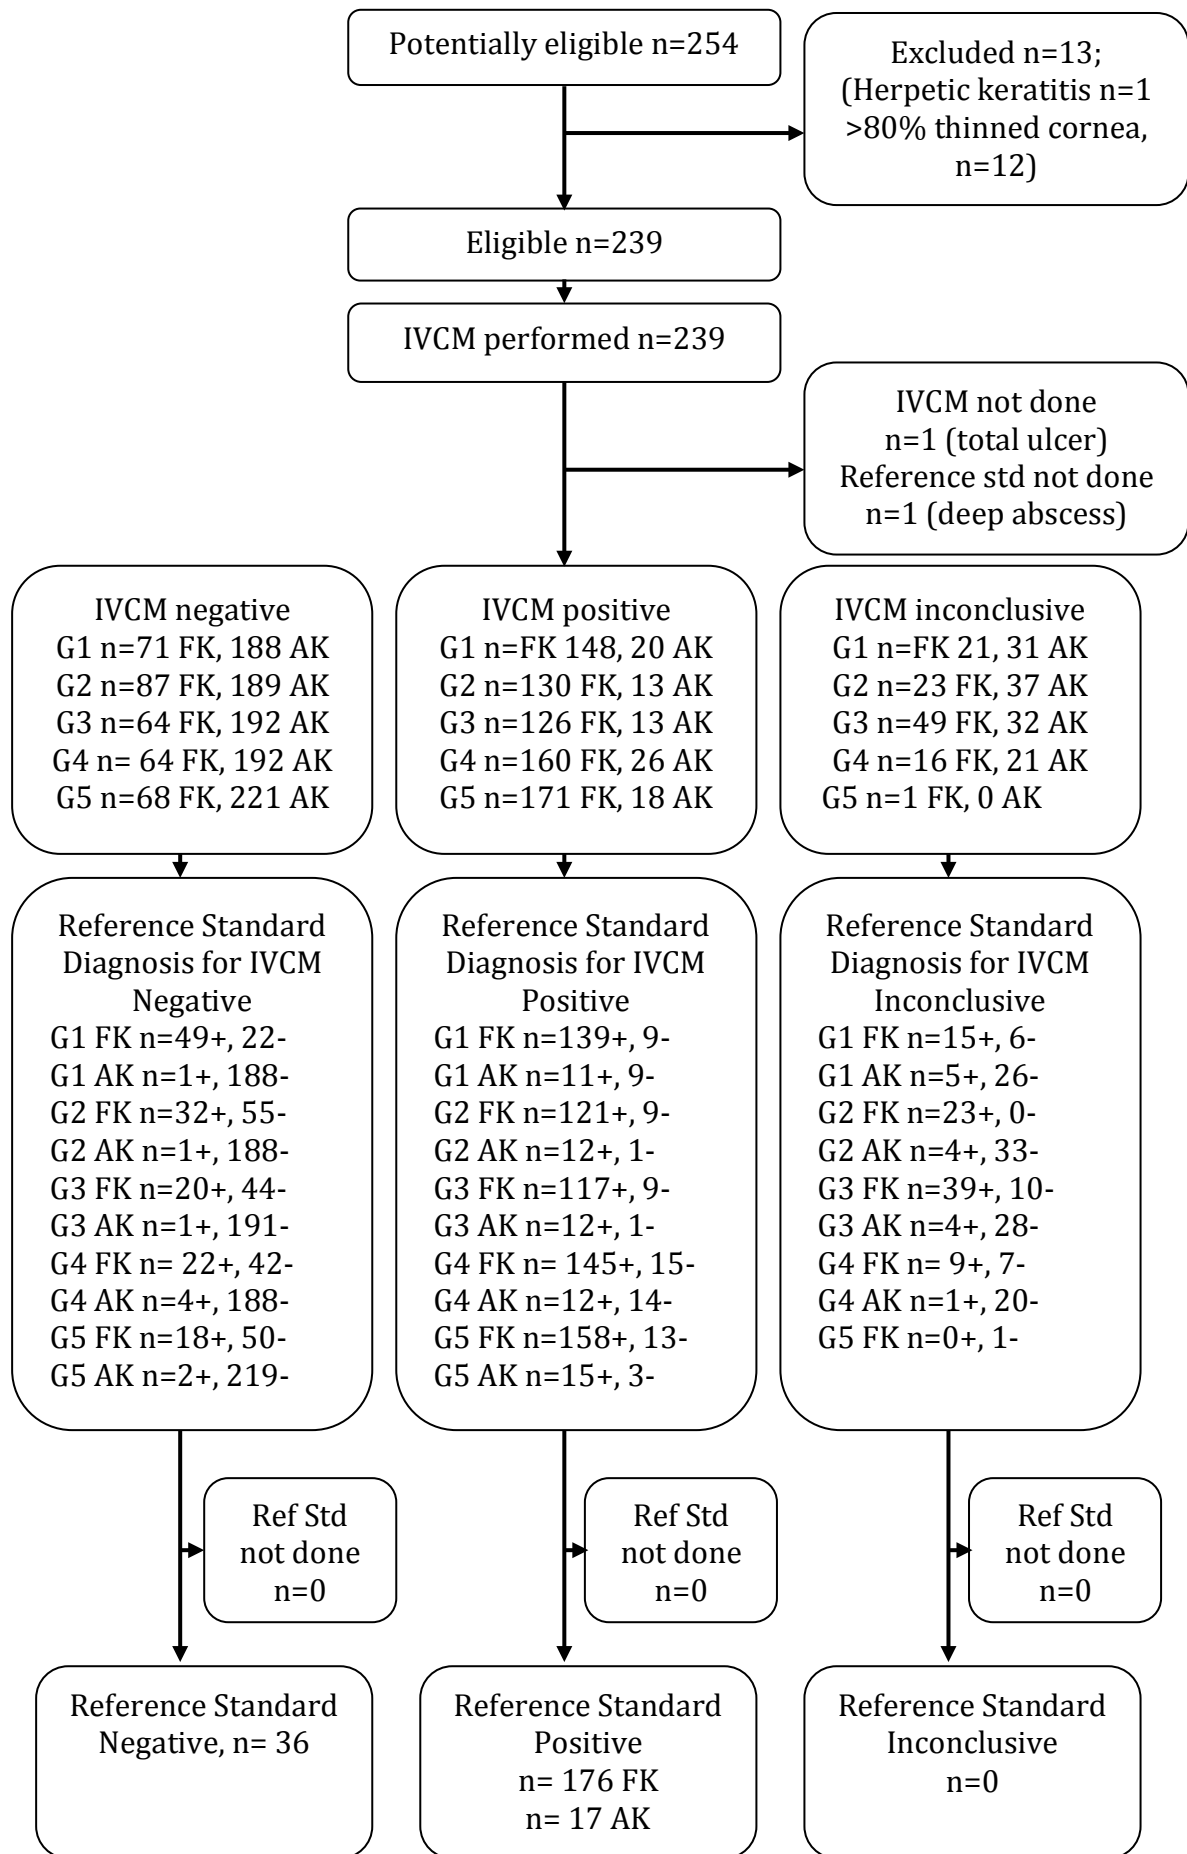 Potentially eligible n=254
Excluded n=13;
(Herpetic keratitis n=1
>80% thinned cornea,
n=12)
Eligible n=239
IVCM performed n=239
IVCM not done
n=1 (total ulcer)
Reference std not done
n=1 (deep abscess)
IVCM negative
G1 n=71 FK, 188 AK
G2 n=87 FK, 189 AK
G3 n=64 FK, 192 AK
G4 n= 64 FK, 192 AK
G5 n=68 FK, 221 AK
IVCM positive
G1 n=FK 148, 20 AK
G2 n=130 FK, 13 AK
G3 n=126 FK, 13 AK
G4 n=160 FK, 26 AK
G5 n=171 FK, 18 AK
IVCM inconclusive
G1 n=FK 21, 31 AK
G2 n=23 FK, 37 AK
G3 n=49 FK, 32 AK
G4 n=16 FK, 21 AK
G5 n=1 FK, 0 AK
Reference Standard
Diagnosis for IVCM
Negative
G1 FK n=49+, 22-
G1 AK n=1+, 188-
G2 FK n=32+, 55-
G2 AK n=1+, 188-
G3 FK n=20+, 44-
G3 AK n=1+, 191-
G4 FK n= 22+, 42-
G4 AK n=4+, 188-
G5 FK n=18+, 50-
G5 AK n=2+, 219-
Reference Standard
Diagnosis for IVCM
Positive
G1 FK n=139+, 9-
G1 AK n=11+, 9-
G2 FK n=121+, 9-
G2 AK n=12+, 1-
G3 FK n=117+, 9-
G3 AK n=12+, 1-
G4 FK n= 145+, 15-
G4 AK n=12+, 14-
G5 FK n=158+, 13-
G5 AK n=15+, 3-
Reference Standard
Diagnosis for IVCM
Inconclusive
G1 FK n=15+, 6-
G1 AK n=5+, 26-
G2 FK n=23+, 0-
G2 AK n=4+, 33-
G3 FK n=39+, 10-
G3 AK n=4+, 28-
G4 FK n= 9+, 7-
G4 AK n=1+, 20-
G5 FK n=0+, 1-
Ref Std
not done
n=0
Ref Std
not done
n=0
Ref Std
not done
n=0
Reference Standard
Negative, n= 36
Reference Standard
Positive
n= 176 FK
n= 17 AK
Reference Standard
Inconclusive
n=0